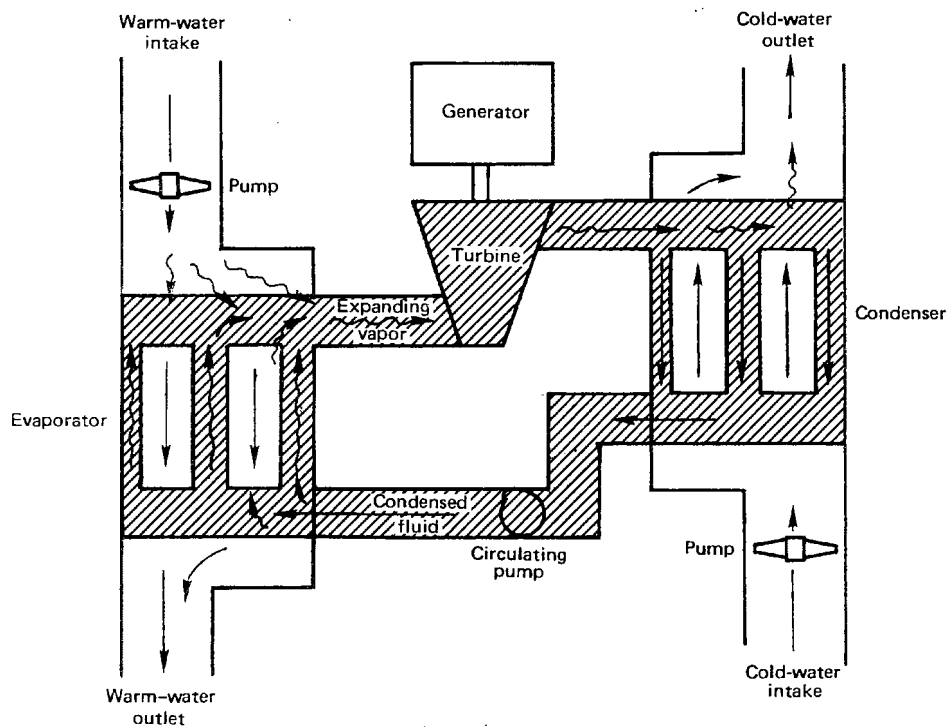 Warm-water
intake
Cold-water
outlet
Generator
Pump
Turbine
Expanding
vapor
Condenser
Evaporator
Condensed
fluid
Circulating
pump
Pump
Warm-water
outlet
Cold-water
intake